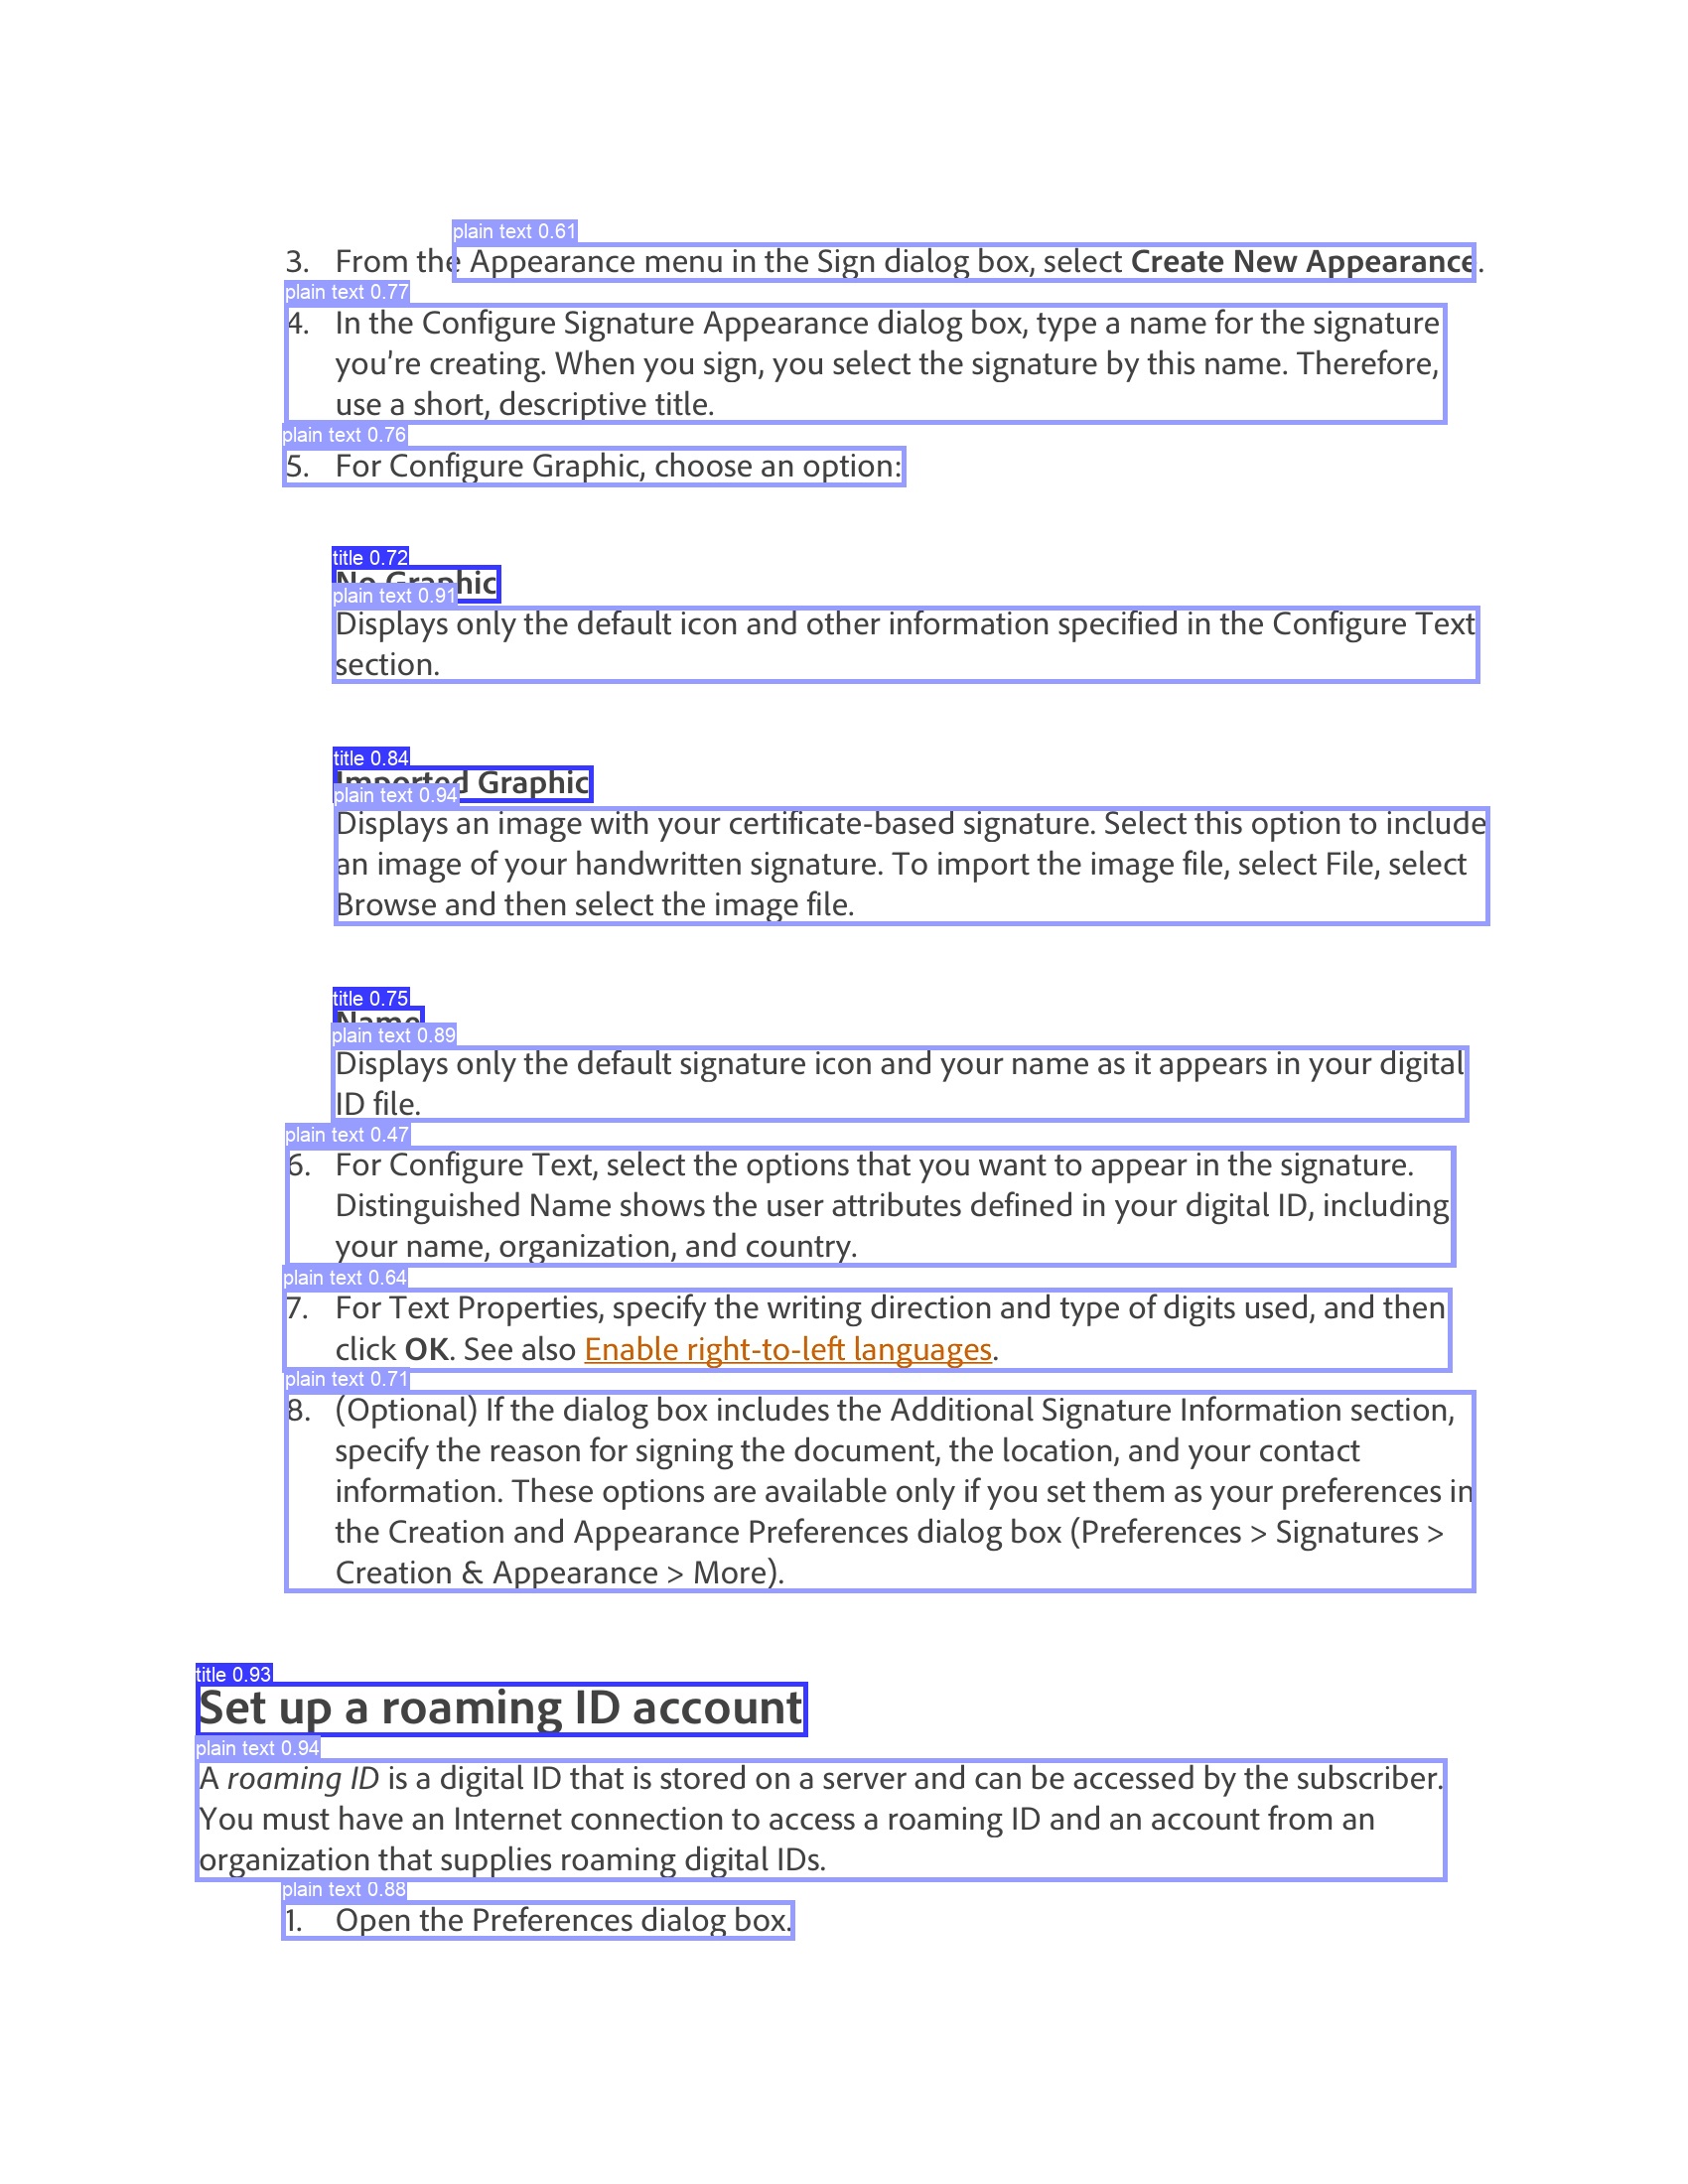 plain text 0.61
3. From the Appearance menu in the Sign dialog box, select Create New Appearance.
plain text 0.77
4. In the Configure Signature Appearance dialog box, type a name for the signature
you’re creating. When you sign, you select the signature by this name. Therefore,
use a short, descriptive title.
plain text 0.76
5. For Configure Graphic, choose an option:
title 0.72
No Graphic
plain text 0.91
Displays only the default icon and other information specified in the Configure Text
section.
title 0.84
Imported Graphic
plain text 0.94
Displays an image with your certificate-based signature. Select this option to include
an image of your handwritten signature. To import the image file, select File, select
Browse and then select the image file.
title 0.75
Name
plain text 0.89
Displays only the default signature icon and your name as it appears in your digital
ID file.
plain text 0.47
6. For Configure Text, select the options that you want to appear in the signature.
Distinguished Name shows the user attributes defined in your digital ID, including
your name, organization, and country.
plain text 0.64
7. For Text Properties, specify the writing direction and type of digits used, and then
click OK. See also Enable right-to-left languages.
plain text 0.71
8. (Optional) If the dialog box includes the Additional Signature Information section,
specify the reason for signing the document, the location, and your contact
information. These options are available only if you set them as your preferences in
the Creation and Appearance Preferences dialog box (Preferences > Signatures >
Creation & Appearance > More).
title 0.93
Set up a roaming ID account
plain text 0.94
A roaming ID is a digital ID that is stored on a server and can be accessed by the subscriber.
You must have an Internet connection to access a roaming ID and an account from an
organization that supplies roaming digital IDs.
plain text 0.88
1. Open the Preferences dialog box.